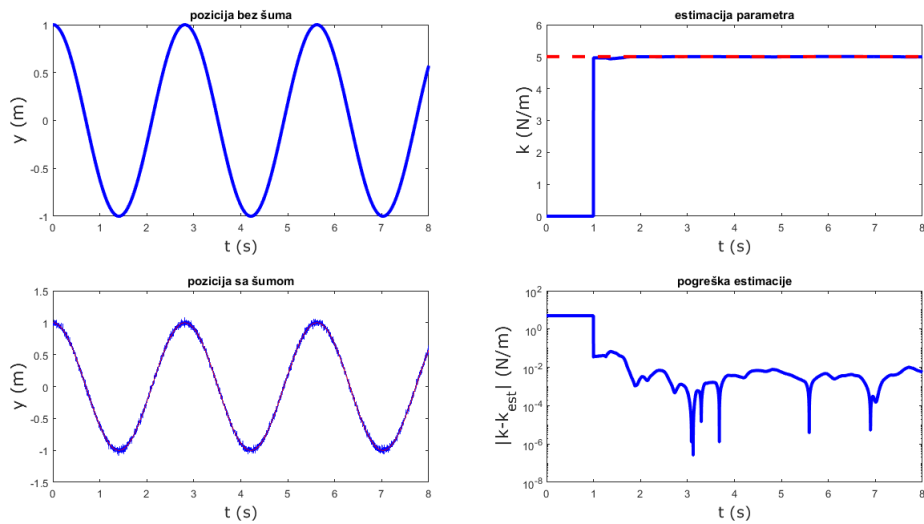 pozicija bez šuma
1
0.5
0
-0.5
-1
y (m)
0 1 2 3 4 5 6 7 8
t (s)
estimacija parametra
6
5
4
3
2
1
0
k (N/m)
0 1 2 3 4 5 6 7 8
t (s)
pozicija sa šumom
1.5
1
0.5
0
-0.5
-1
-1.5
y (m)
0 1 2 3 4 5 6 7 8
t (s)
pogreška estimacije
10^2
10^0
10^-2
10^-4
10^-6
10^-8
|k-k_est| (N/m)
0 1 2 3 4 5 6 7 8
t (s)